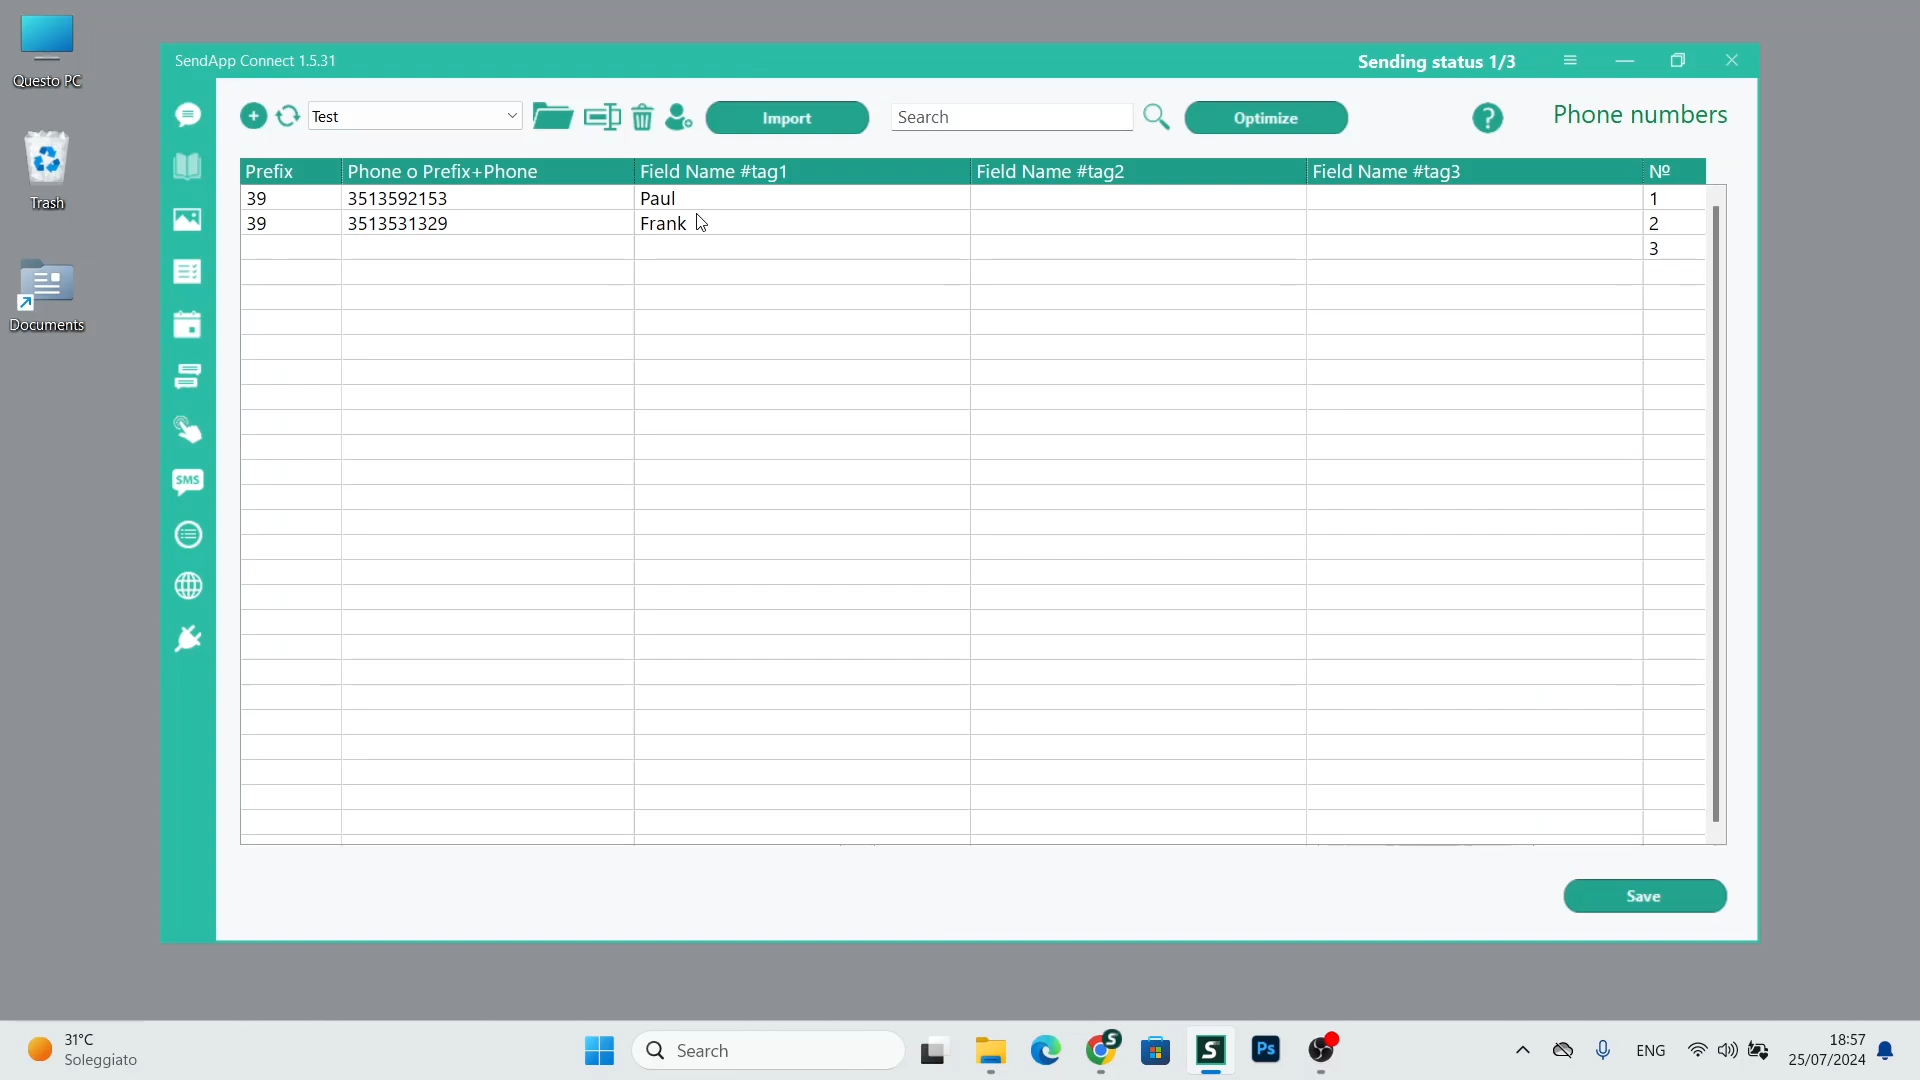 Questo PC
Trash
Documents
SendApp Connect 1.5.31
Sending status 1/3
Test
Import
Search
Optimize
?
Phone numbers
Prefix Phone o Prefix+Phone Field Name #tag1 Field Name #tag2 Field Name #tag3 Nº
39 3513592153 Paul 1
39 3513531329 Frank 2
3
SMS
Save
31°C
Soleggiato
Search
S
S
Ps
ENG
18:57
25/07/2024